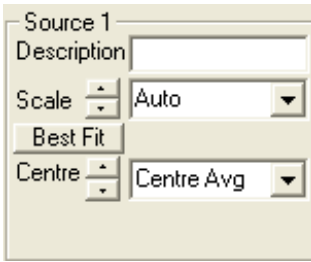 Source 1
Description
Scale Auto
Best Fit
Centre Centre Avg